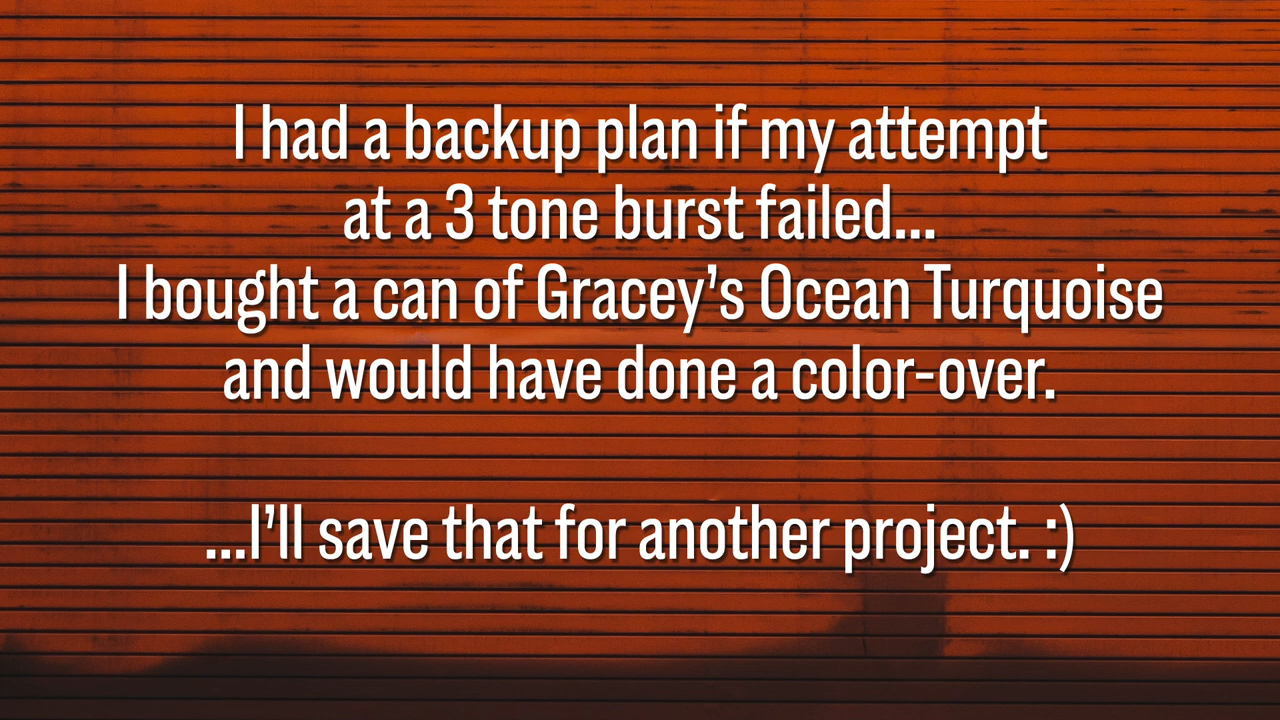 I had a backup plan if my attempt
at a 3 tone burst failed...
I bought a can of Gracey’s Ocean Turquoise
and would have done a color-over.
...I’ll save that for another project. :)